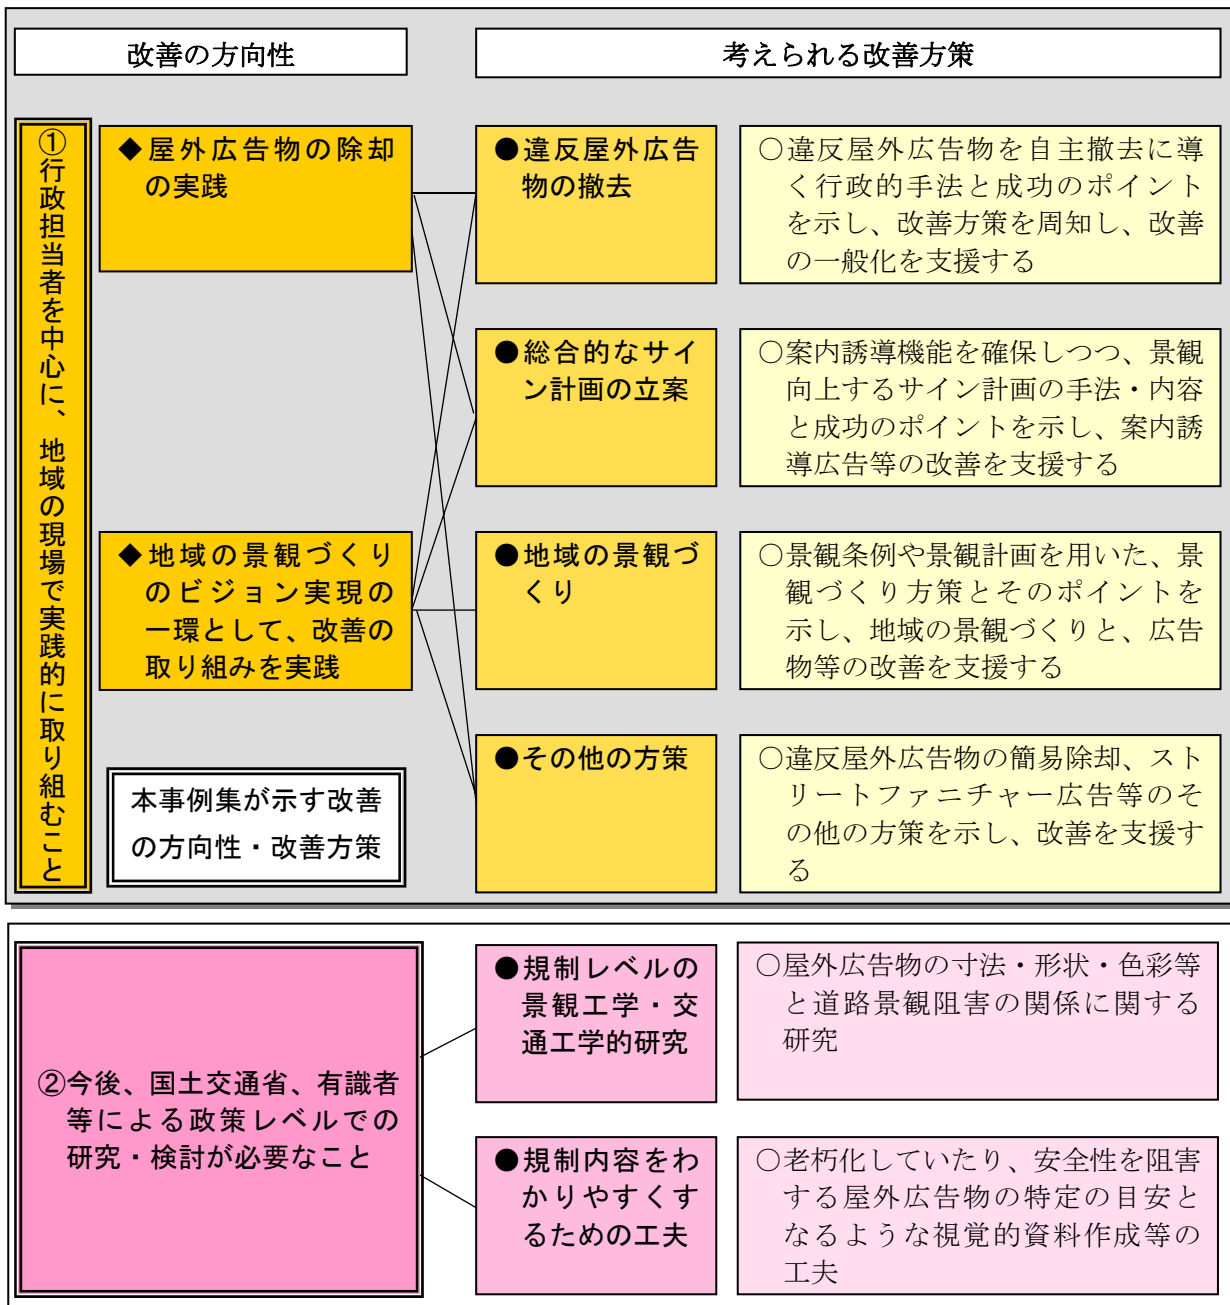 改善の方向性
考えられる改善方策
①行政担当者を中心に、地域の現場で実践的に取り組むこと
◆屋外広告物の除却
の実践
●違反屋外広告
物の撤去
○違反屋外広告物を自主撤去に導
く行政的手法と成功のポイント
を示し、改善方策を周知し、改善
の一般化を支援する
●総合的なサイ
ン計画の立案
○案内誘導機能を確保しつつ、景観
向上するサイン計画の手法・内容
と成功のポイントを示し、案内誘
導広告等の改善を支援する
◆地域の景観づくり
のビジョン実現の
一環として、改善の
取り組みを実践
●地域の景観づ
くり
○景観条例や景観計画を用いた、景
観づくり方策とそのポイントを
示し、地域の景観づくりと、広告
物等の改善を支援する
●その他の方策
○違反屋外広告物の簡易除却、スト
リートファニチャー広告等のそ
の他の方策を示し、改善を支援す
る
本事例集が示す改善
の方向性・改善方策
②今後、国土交通省、有識者
等による政策レベルでの
研究・検討が必要なこと
●規制レベルの
景観工学・交
通工学的研究
○屋外広告物の寸法・形状・色彩等
と道路景観阻害の関係に関する
研究
●規制内容をわ
かりやすくす
るための工夫
○老朽化していたり、安全性を阻害
する屋外広告物の特定の目安と
なるような視覚的資料作成等の
工夫